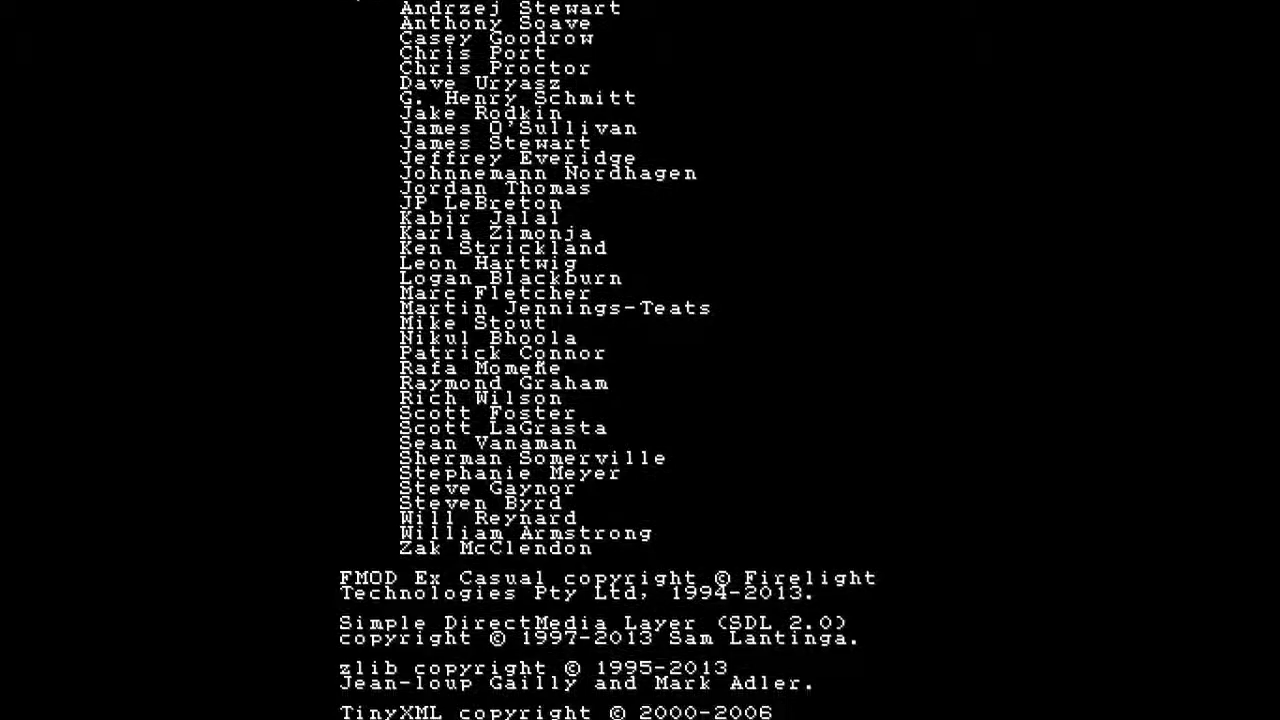 Andrzej Stewart
Anthony Soave
Casey Goodrow
Chris Port
Chris Proctor
Dave Uryasz
G. Henry Schmitt
Jake Rodkin
James O'Sullivan
James Stewart
Jeffrey Everidge
Johnnemann Nordhagen
Jordan Thomas
JP LeBreton
Kabir Jalal
Karla Zimonja
Ken Strickland
Leon Hartwig
Logan Blackburn
Marc Fletcher
Martin Jennings-Teats
Mike Stout
Nikul Bhoola
Patrick Connor
Rafa Momeñe
Raymond Graham
Rich Wilson
Scott Foster
Scott LaGrasta
Sean Vanaman
Sherman Somerville
Stephanie Meyer
Steve Gaynor
Steven Byrd
Will Reynard
William Armstrong
Zak McClendon
FMOD Ex Casual copyright © Firelight
Technologies Pty Ltd, 1994-2013.
Simple DirectMedia Layer (SDL 2.0)
copyright © 1997-2013 Sam Lantinga.
zlib copyright © 1995-2013
Jean-loup Gailly and Mark Adler.
TinyXML copyright © 2000-2006